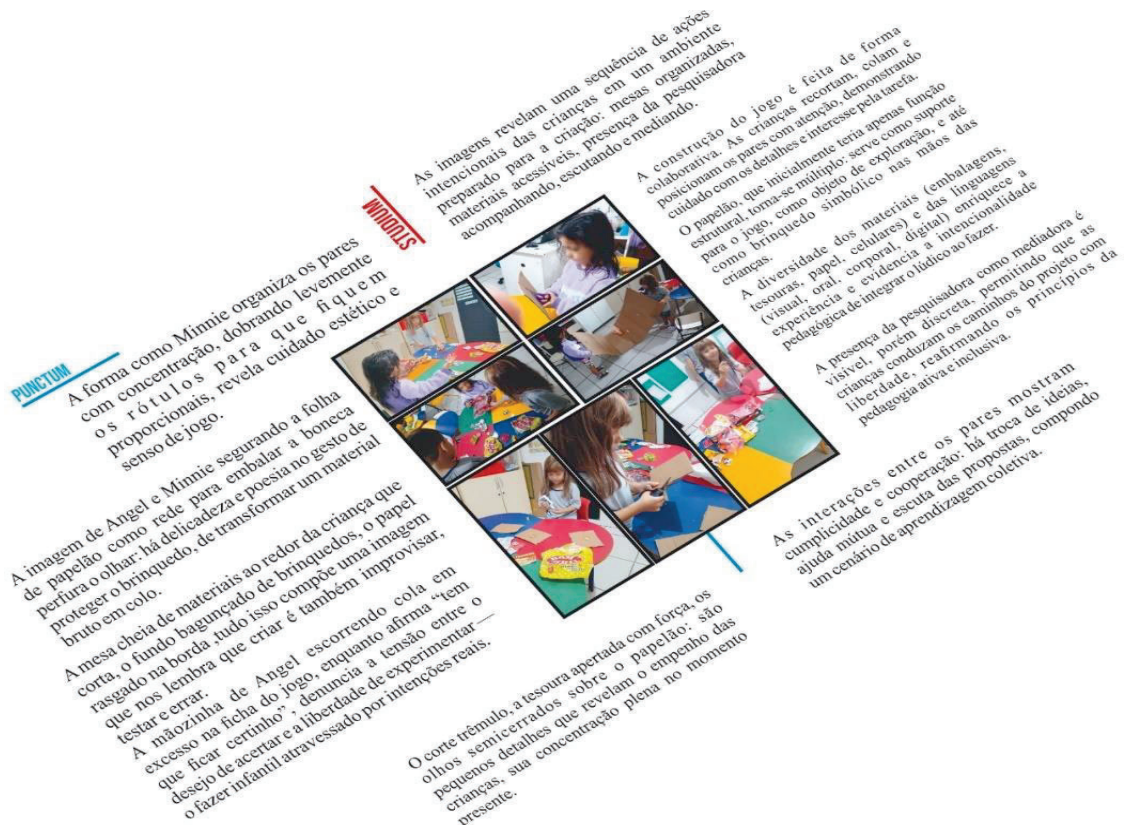 STUDIUM
As imagens revelam uma sequência de ações
intencionais das crianças em um ambiente
preparado para a criação: mesas organizadas,
materiais acessíveis, presença da pesquisadora
acompanhando, escutando e mediando.
A construção do jogo é feita de forma
colaborativa. As crianças recortam, colam e
posicionam os pares com atenção, demonstrando
cuidado com os detalhes e interesse pela tarefa.
O papelão, que inicialmente teria apenas função
estrutural, torna-se múltiplo: serve como suporte
para o jogo, como objeto de exploração, e até
como brinquedo simbólico nas mãos das
crianças.
A diversidade dos materiais (embalagens,
tesouras, papel, celulares) e das linguagens
(visual, oral, corporal, digital) enriquece a
experiência e evidencia a intencionalidade
pedagógica de integrar o lúdico ao fazer.
A presença da pesquisadora como mediadora é
visível, porém discreta, permitindo que as
crianças conduzam os caminhos do projeto com
liberdade, reafirmando os princípios da
pedagogia ativa e inclusiva.
As interações entre os pares mostram
cumplicidade e cooperação: há troca de ideias,
ajuda mútua e escuta das propostas, compondo
um cenário de aprendizagem coletiva.
PUNCTUM
A forma como Minnie organiza os pares
com concentração, dobrando levemente
os rótulos para que fiquem
proporcionais, revela cuidado estético e
senso de jogo.
A imagem de Angel e Minnie segurando a folha
de papelão como rede para embalar a boneca
perfura o olhar: há delicadeza e poesia no gesto de
proteger o brinquedo, de transformar um material
bruto em colo.
A mesa cheia de materiais ao redor da criança que
corta, o fundo bagunçado de brinquedos, o papel
rasgado na borda ,tudo isso compõe uma imagem
que nos lembra que criar é também improvisar,
testar e errar.
A mãozinha de Angel escorrendo cola em
excesso na ficha do jogo, enquanto afirma “tem
que ficar certinho”, denuncia a tensão entre o
desejo de acertar e a liberdade de experimentar —
o fazer infantil atravessado por intenções reais.
O corte trêmulo, a tesoura apertada com força, os
olhos semicerrados sobre o papelão: são
pequenos detalhes que revelam o empenho das
crianças, sua concentração plena no momento
presente.